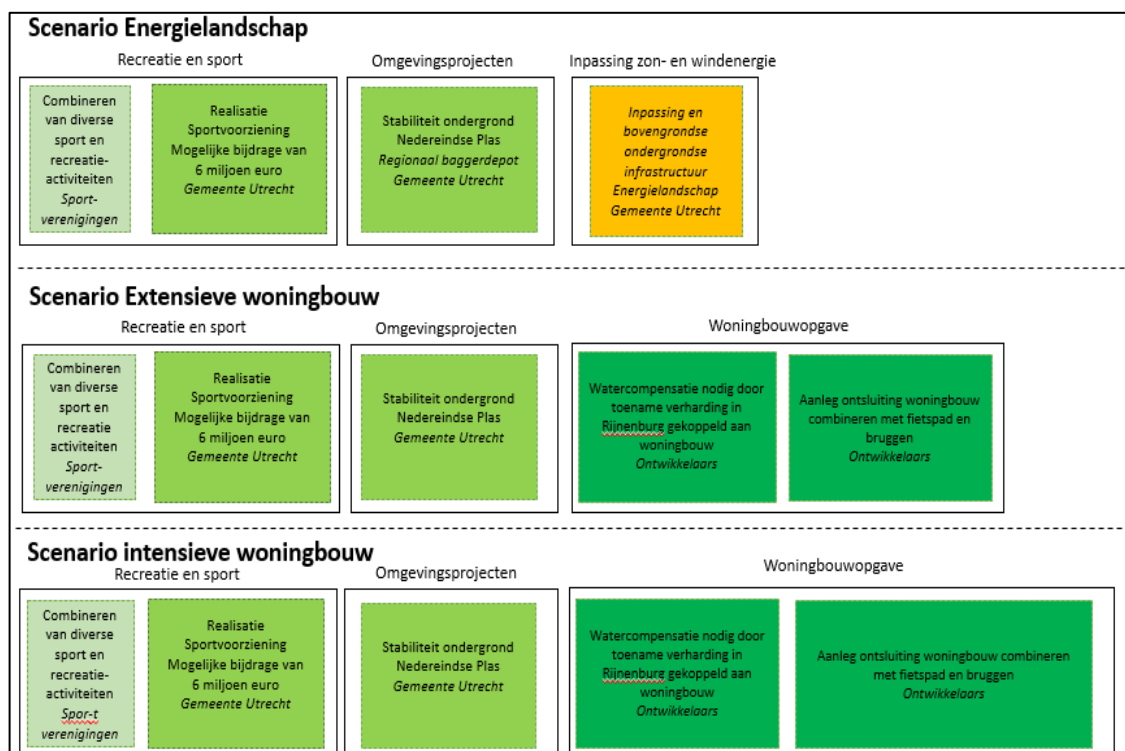 Scenario Energielandschap
Recreatie en sport
Combineren
van diverse
sport en
recreatie-
activiteiten
Sport-
verenigingen
Realisatie
Sportvoorziening
Mogelijke bijdrage van
6 miljoen euro
Gemeente Utrecht
Omgevingsprojecten
Stabiliteit ondergrond
Nedereindse Plas
Regionaal baggerdepot
Gemeente Utrecht
Inpassing zon- en windenergie
Inpassing en
bovengrondse
ondergrondse
infrastructuur
Energielandschap
Gemeente Utrecht
Scenario Extensieve woningbouw
Recreatie en sport
Combineren
van diverse
sport en
recreatie
activiteiten
Sport-
verenigingen
Realisatie
Sportvoorziening
Mogelijke bijdrage van
6 miljoen euro
Gemeente Utrecht
Omgevingsprojecten
Stabiliteit ondergrond
Nedereindse Plas
Gemeente Utrecht
Woningbouwopgave
Watercompensatie nodig door
toename verharding in
Rijnenburg gekoppeld aan
woningbouw
Ontwikkelaars
Aanleg ontsluiting woningbouw
combineren met fietspad en
bruggen
Ontwikkelaars
Scenario intensieve woningbouw
Recreatie en sport
Combineren
van diverse
sport en
recreatie-
activiteiten
Spor-t
verenigingen
Realisatie
Sportvoorziening
Mogelijke bijdrage van
6 miljoen euro
Gemeente Utrecht
Omgevingsprojecten
Stabiliteit ondergrond
Nedereindse Plas
Gemeente Utrecht
Woningbouwopgave
Watercompensatie nodig door
toename verharding in
Rijnenburg gekoppeld aan
woningbouw
Ontwikkelaars
Aanleg ontsluiting woningbouw combineren
met fietspad en bruggen
Ontwikkelaars